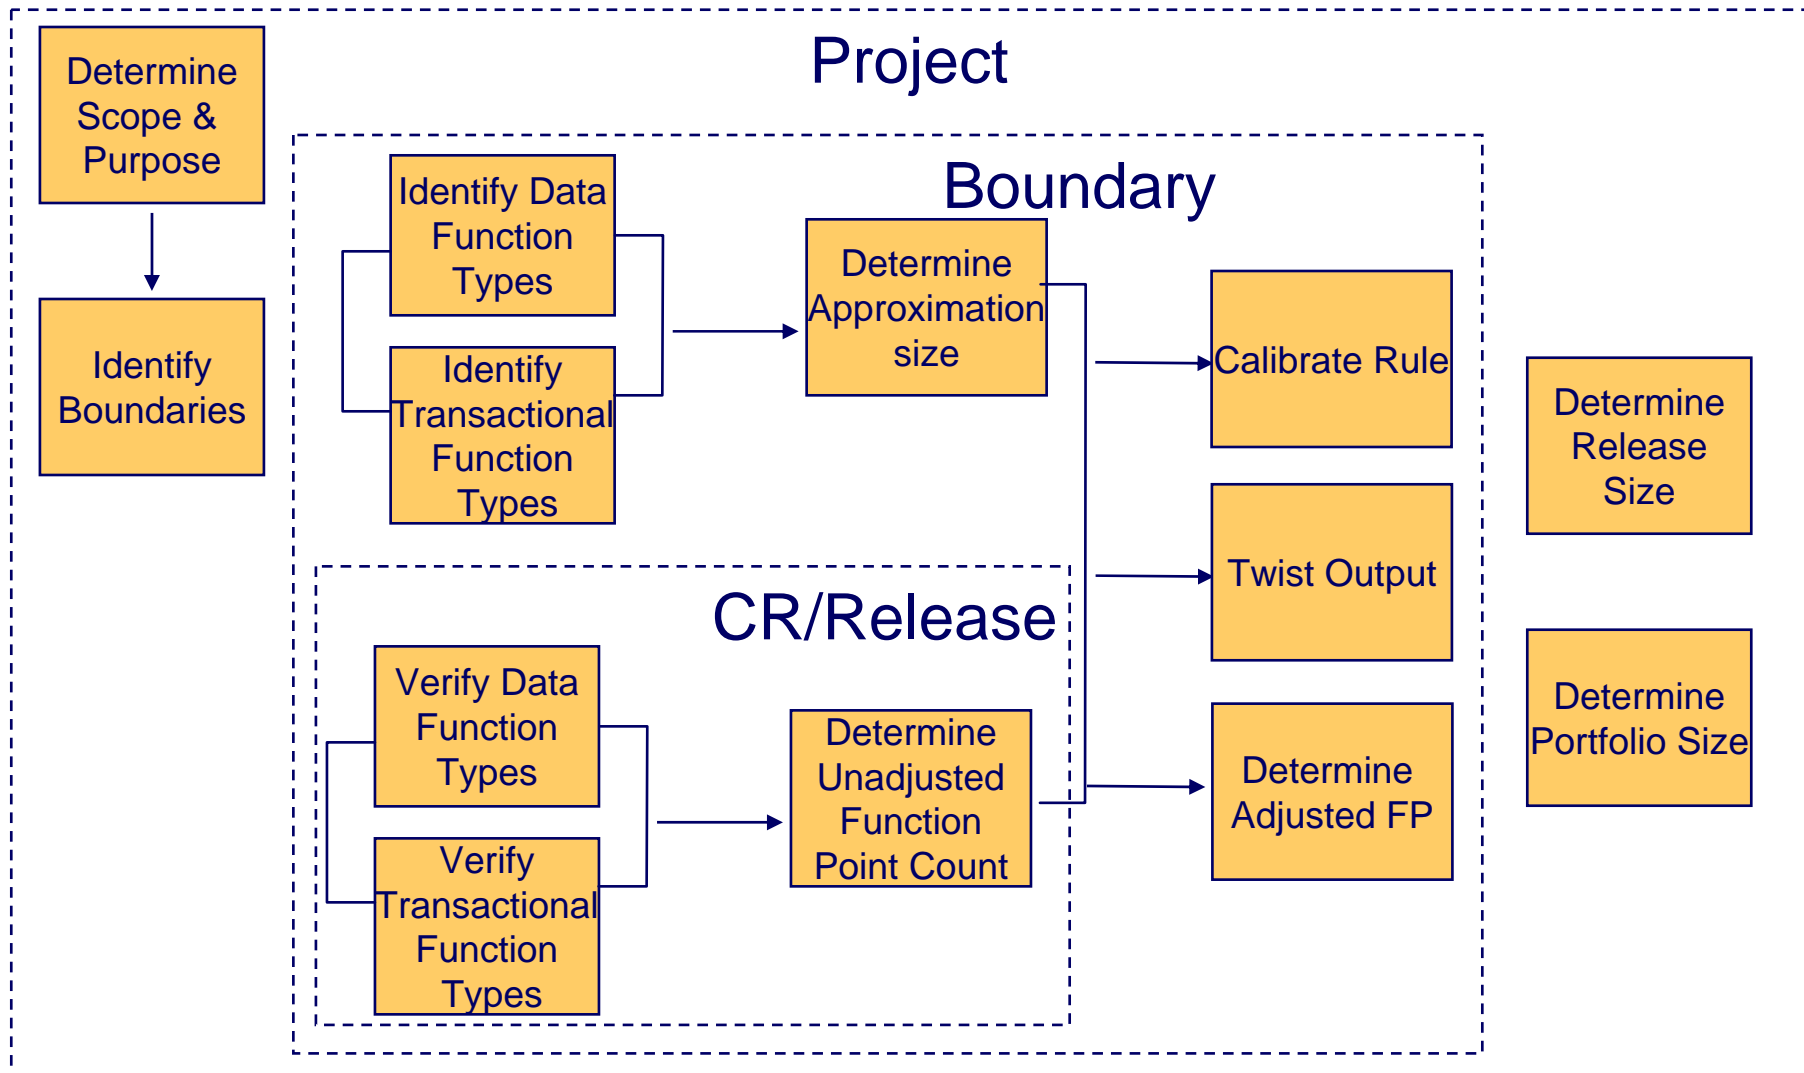 Project
Determine
Scope &
Purpose
Identify
Boundaries
Boundary
Identify Data
Function
Types
Identify
Transactional
Function
Types
Determine
Approximation
size
CR/Release
Verify Data
Function
Types
Verify
Transactional
Function
Types
Determine
Unadjusted
Function
Point Count
Calibrate Rule
Twist Output
Determine
Adjusted FP
Determine
Release
Size
Determine
Portfolio Size